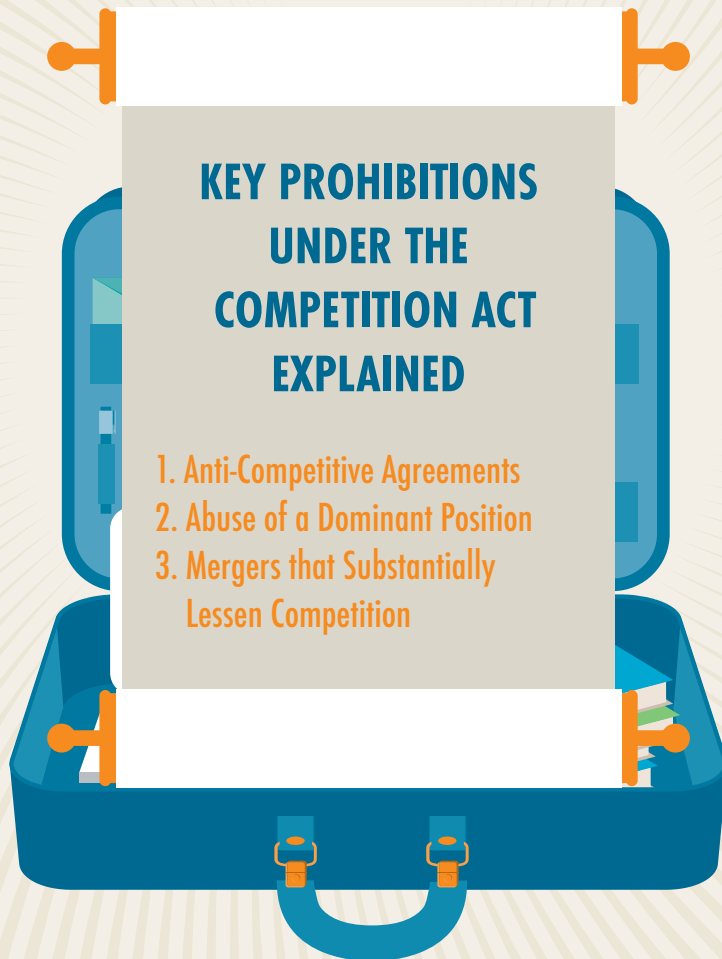 KEY PROHIBITIONS
UNDER THE
COMPETITION ACT
EXPLAINED
1. Anti-Competitive Agreements
2. Abuse of a Dominant Position
3. Mergers that Substantially
Lessen Competition